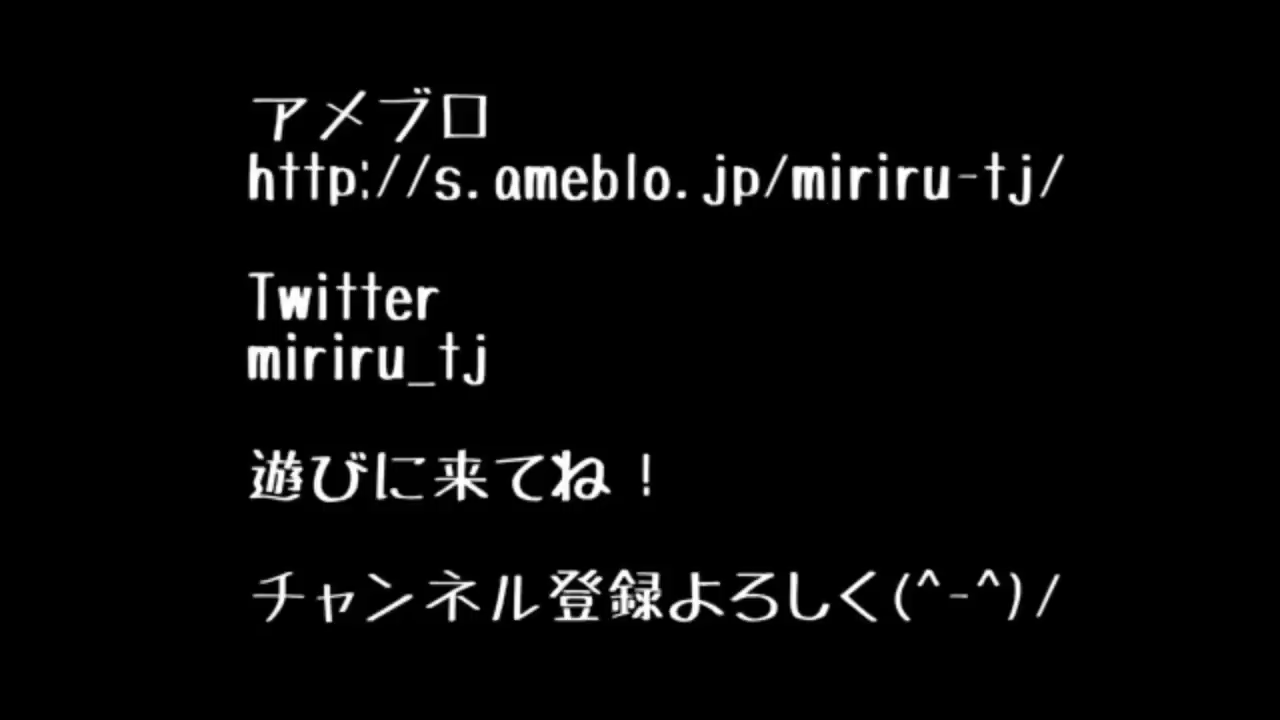 アメブロ
http://s.ameblo.jp/miriru-tj/
Twitter
miriru_tj
遊びに来てね！
チャンネル登録よろしく(^-^)/